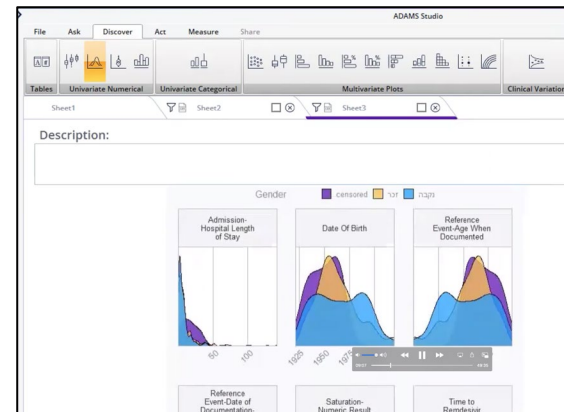 ADAMS Studio
File Ask Discover Act Measure Share
Tables Univariate Numerical Univariate Categorical Multivariate Plots Clinical Variation
Sheet1 Sheet2 Sheet3
Description:
Gender censored זכר נקבה
Admission-
Hospital Length
of Stay
Date Of Birth
Reference
Event-Age When
Documented
50 100 1925 1950
Reference
Event-Date of
Documentation-
Saturation-
Numeric Result
Time to
Remdesivir